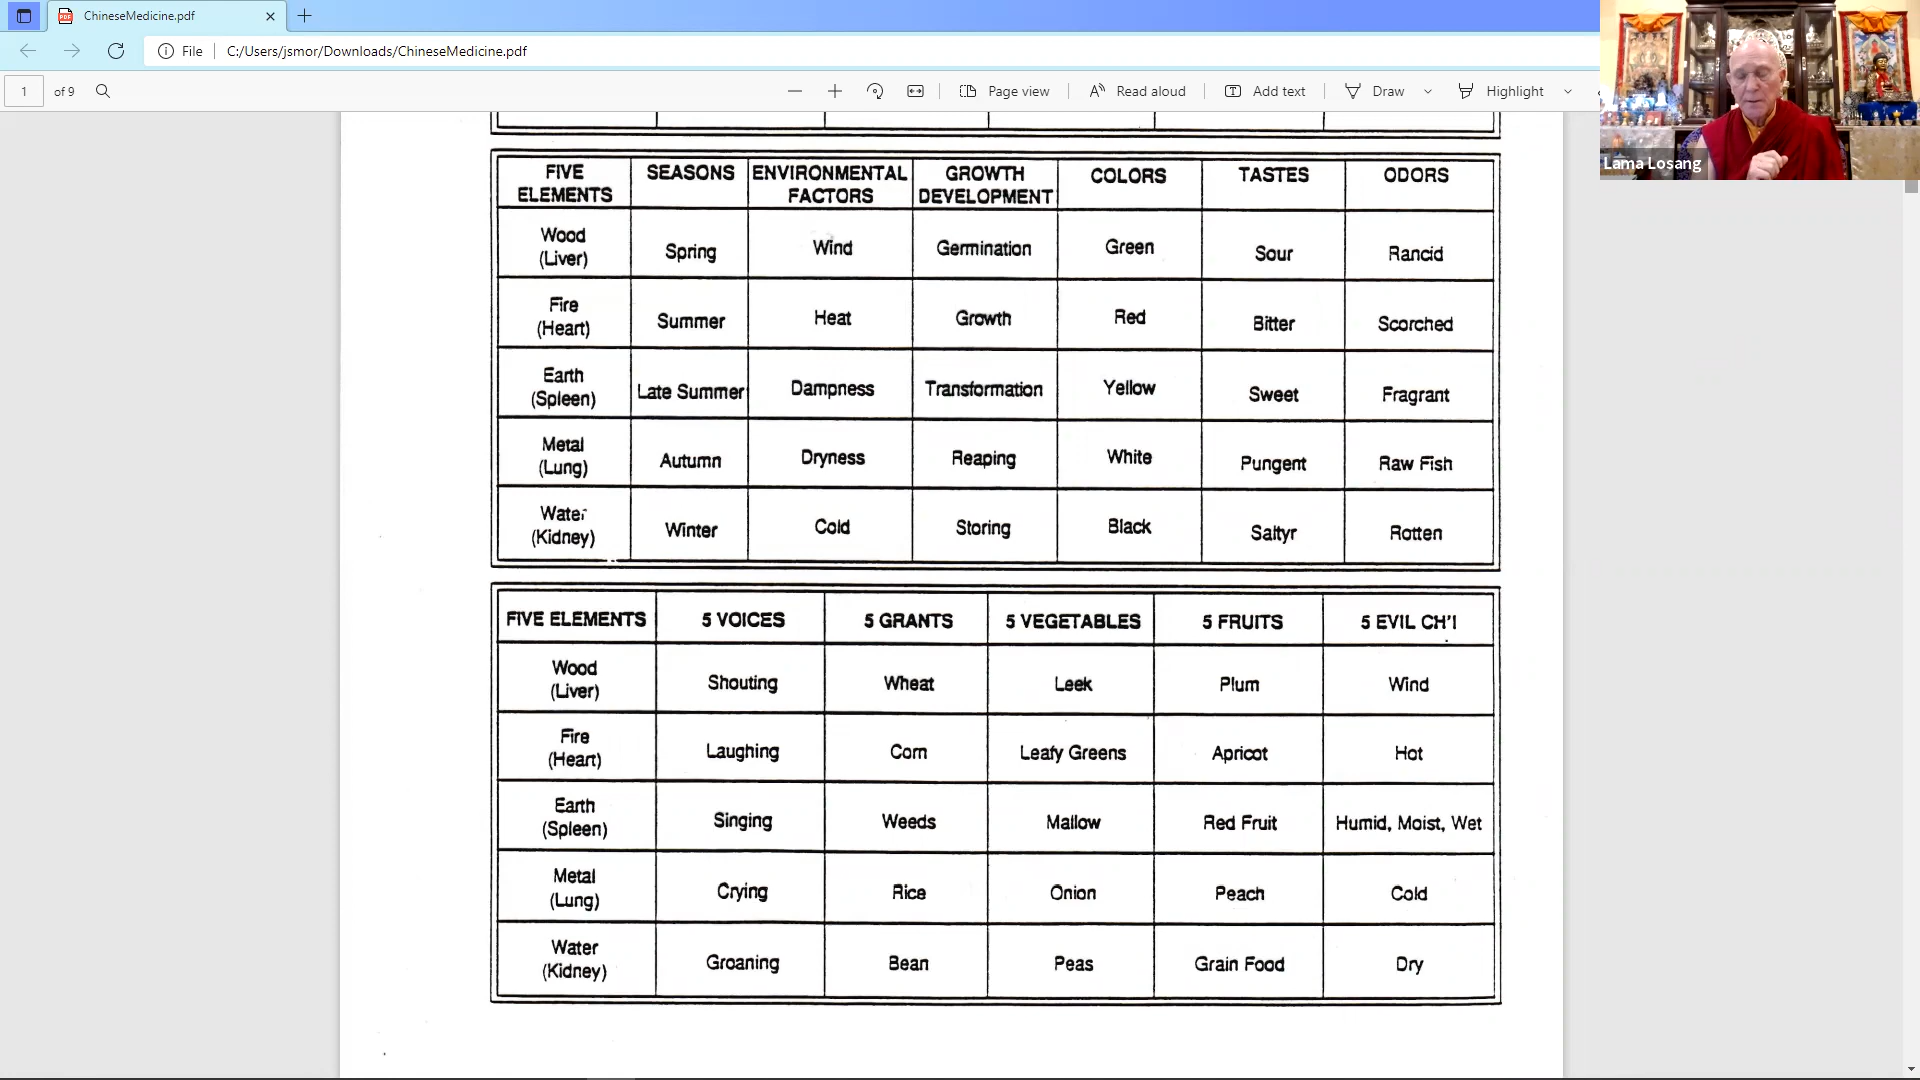 ChineseMedicine.pdf
File C:/Users/jsmor/Downloads/ChineseMedicine.pdf
1 of 9 Page view Read aloud Add text Draw Highlight
Lama Losang
FIVE ELEMENTS SEASONS ENVIRONMENTAL FACTORS GROWTH DEVELOPMENT COLORS TASTES ODORS
Wood (Liver) Spring Wind Germination Green Sour Rancid
Fire (Heart) Summer Heat Growth Red Bitter Scorched
Earth (Spleen) Late Summer Dampness Transformation Yellow Sweet Fragrant
Metal (Lung) Autumn Dryness Reaping White Pungent Raw Fish
Water (Kidney) Winter Cold Storing Black Saltyr Rotten
FIVE ELEMENTS 5 VOICES 5 GRANTS 5 VEGETABLES 5 FRUITS 5 EVIL CH'I
Wood (Liver) Shouting Wheat Leek Plum Wind
Fire (Heart) Laughing Corn Leafy Greens Apricot Hot
Earth (Spleen) Singing Weeds Mallow Red Fruit Humid, Moist, Wet
Metal (Lung) Crying Rice Onion Peach Cold
Water (Kidney) Groaning Bean Peas Grain Food Dry